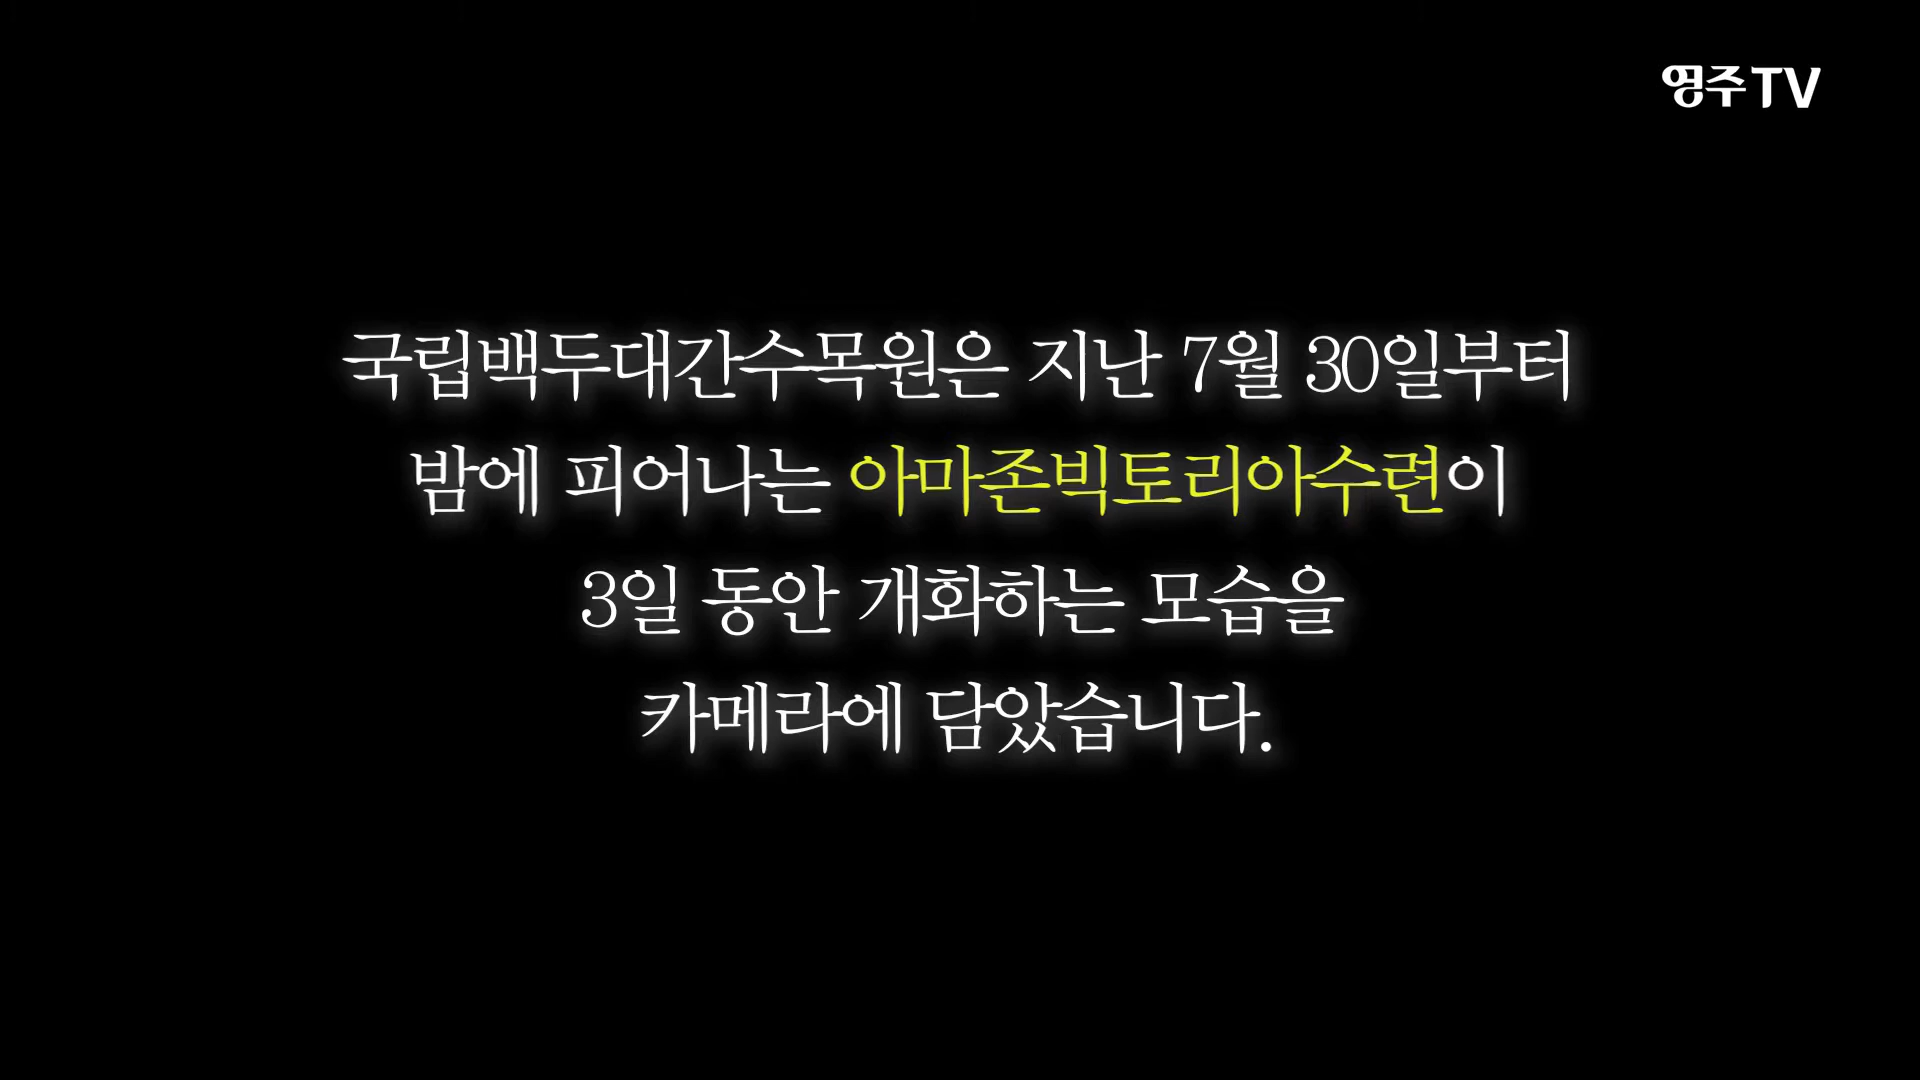 영주TV
국립백두대간수목원은 지난 7월 30일부터
밤에 피어나는 아마존빅토리아수련이
3일 동안 개화하는 모습을
카메라에 담았습니다.